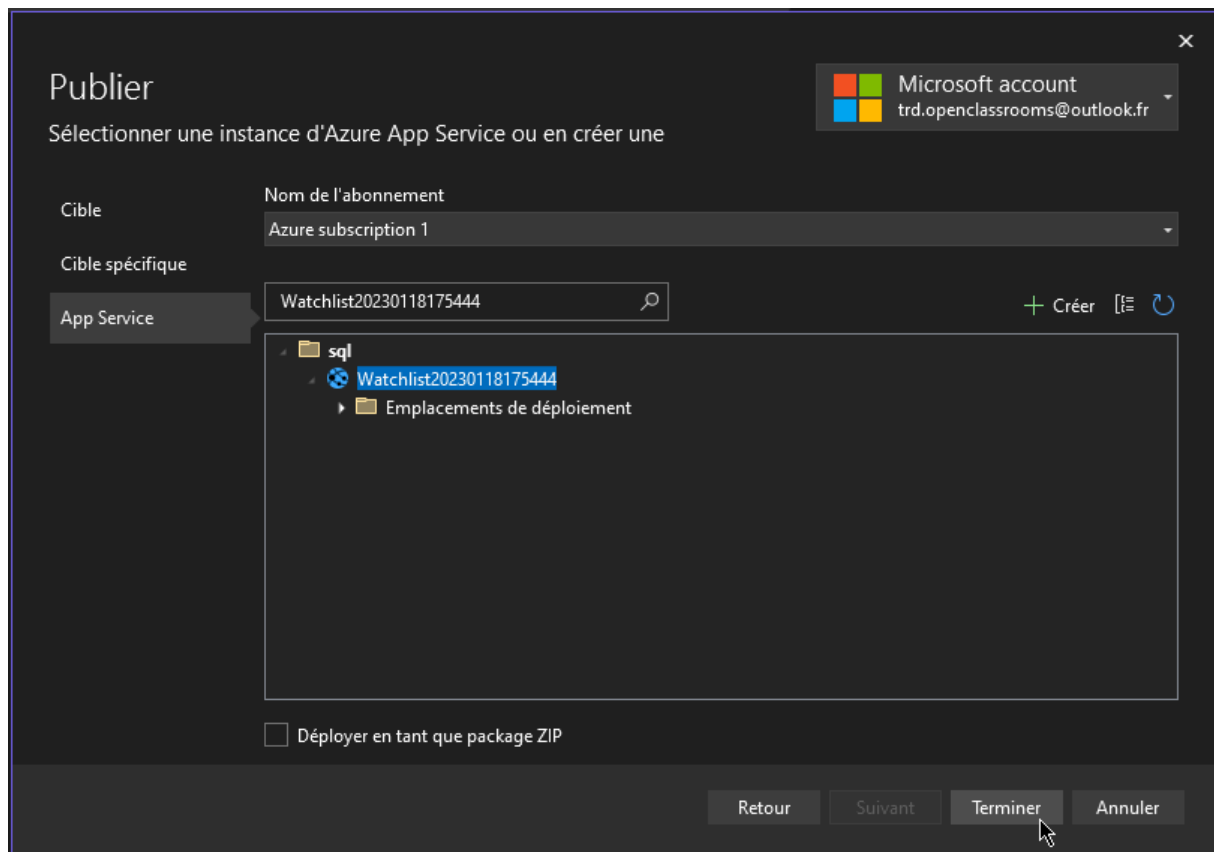 Publier
Microsoft account
trd.openclassrooms@outlook.fr
Sélectionner une instance d'Azure App Service ou en créer une
Cible
Cible spécifique
App Service
Nom de l'abonnement
Azure subscription 1
Watchlist20230118175444
Créer
sql
Watchlist20230118175444
Emplacements de déploiement
Déployer en tant que package ZIP
Retour
Suivant
Terminer
Annuler